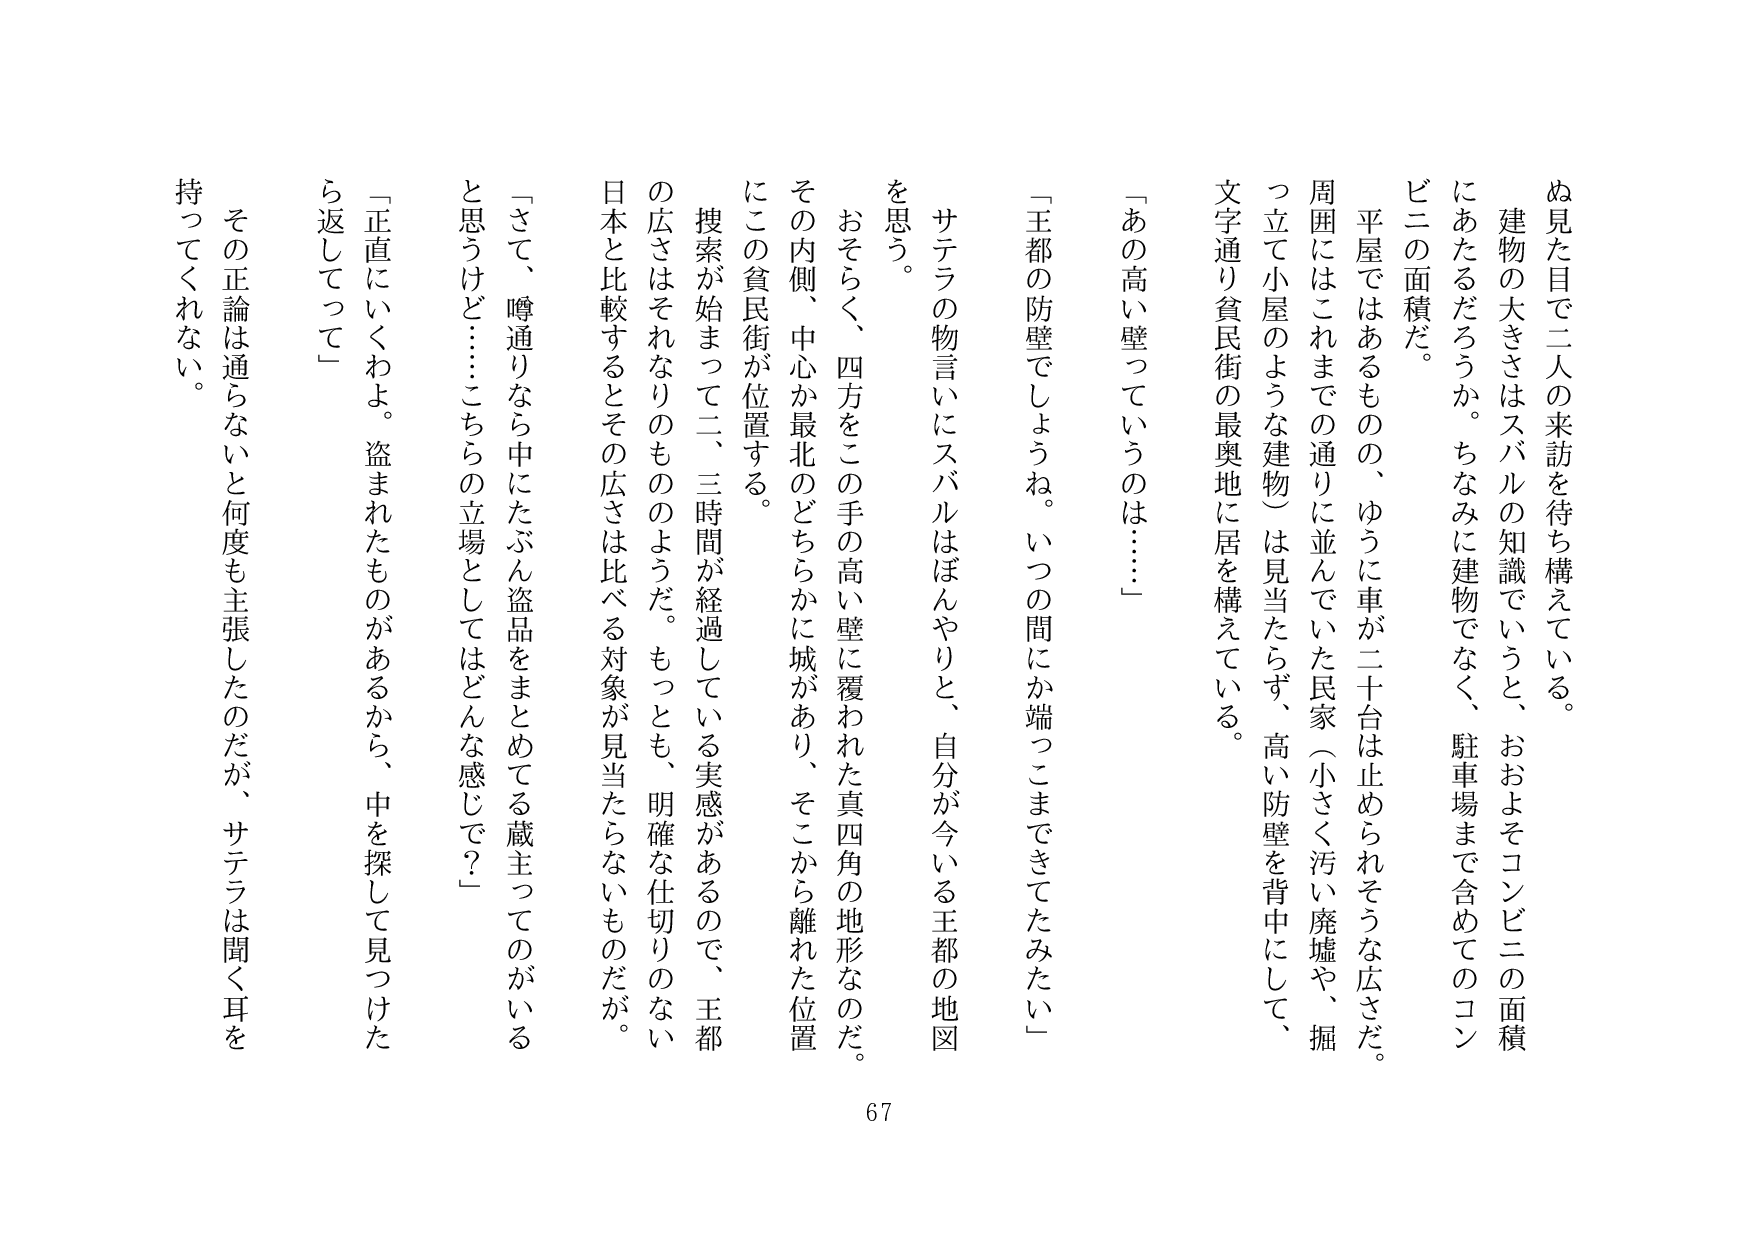 ぬ見た目で二人の来訪を待ち構えている。
　建物の大きさはスバルの知識でいうと、おおよそコンビニの面積
にあたるだろうか。ちなみに建物でなく、駐車場まで含めてのコン
ビニの面積だ。
　平屋ではあるものの、ゆうに車が二十台は止められそうな広さだ。
周囲にはこれまでの通りに並んでいた民家（小さく汚い廃墟や、掘
っ立て小屋のような建物）は見当たらず、高い防壁を背中にして、
文字通り貧民街の最奥地に居を構えている。
「あの高い壁っていうのは……」
「王都の防壁でしょうね。いつの間にか端っこまできてたみたい」
　サテラの物言いにスバルはぼんやりと、自分が今いる王都の地図
を思う。
　おそらく、四方をこの手の高い壁に覆われた真四角の地形なのだ。
その内側、中心か最北のどちらかに城があり、そこから離れた位置
にこの貧民街が位置する。
　捜索が始まって二、三時間が経過している実感があるので、王都
の広さはそれなりのもののようだ。もっとも、明確な仕切りのない
日本と比較するとその広さは比べる対象が見当たらないものだが。
「さて、噂通りなら中にたぶん盗品をまとめてる蔵主ってのがいる
と思うけど……こちらの立場としてはどんな感じで？」
「正直にいくわよ。盗まれたものがあるから、中を探して見つけた
ら返してって」
　その正論は通らないと何度も主張したのだが、サテラは聞く耳を
持ってくれない。
67